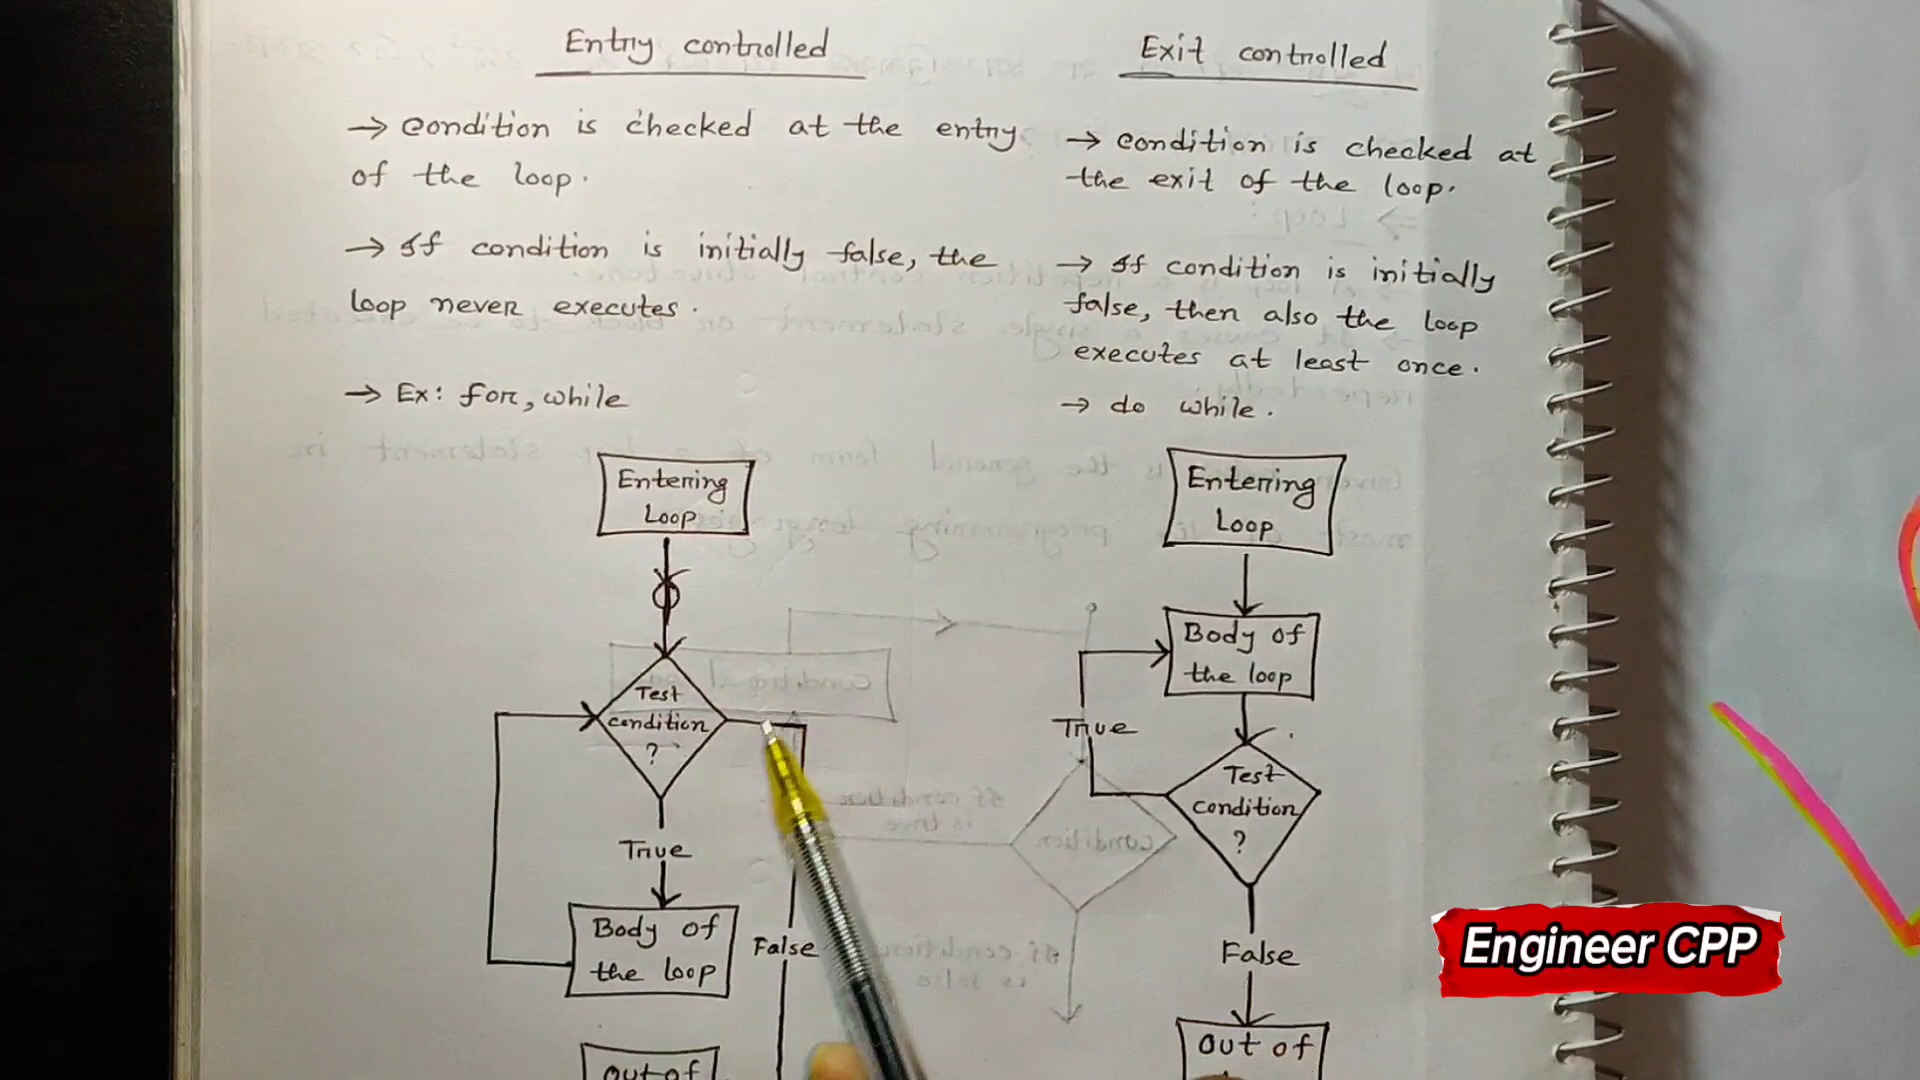 Entry controlled
→ condition is checked at the entry
of the loop.
→ If condition is initially false, the
loop never executes.
→ Ex: for, while
Entering
Loop
Test
condition
?
True
Body of
the loop
False
Out of
Exit controlled
→ condition is checked at
the exit of the loop.
→ If condition is initially
false, then also the loop
executes at least once.
→ do while.
Entering
Loop
Body of
the loop
True
Test
condition
?
False
Out of
Engineer CPP